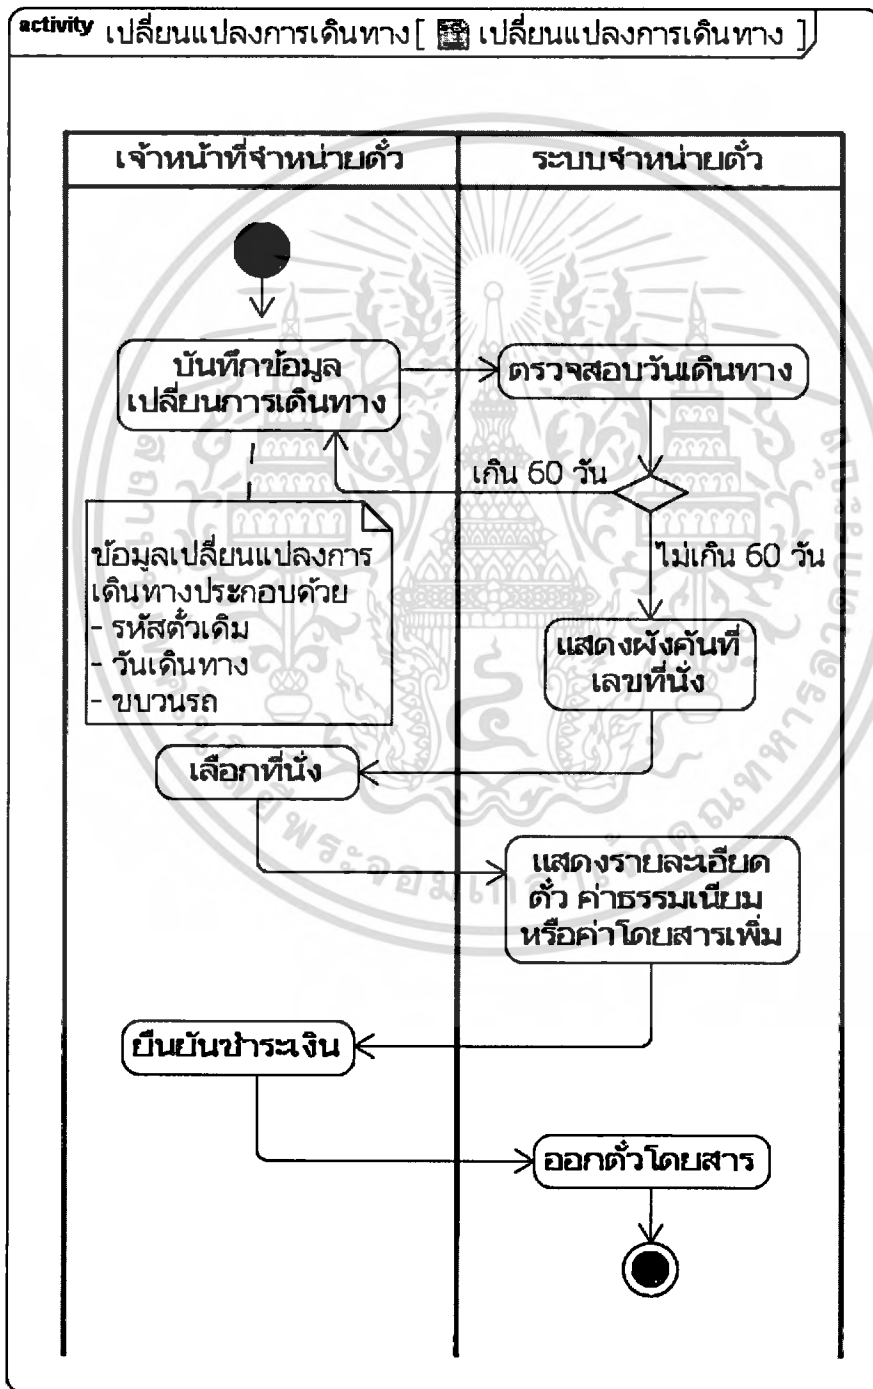 activity เปลี่ยนแปลงการเดินทาง [ เปลี่ยนแปลงการเดินทาง ]
เจ้าหน้าที่จำหน่ายตั๋ว
ระบบจำหน่ายตั๋ว
บันทึกข้อมูล
เปลี่ยนการเดินทาง
ตรวจสอบวันเดินทาง
เกิน 60 วัน
ไม่เกิน 60 วัน
ข้อมูลเปลี่ยนแปลงการ
เดินทางประกอบด้วย
- รหัสตั๋วเดิม
- วันเดินทาง
- ขบวนรถ
แสดงผังคันที่
เลขที่นั่ง
เลือกที่นั่ง
แสดงรายละเอียด
ตั๋ว ค่าธรรมเนียม
หรือค่าโดยสารเพิ่ม
ยืนยันชำระเงิน
ออกตั๋วโดยสาร